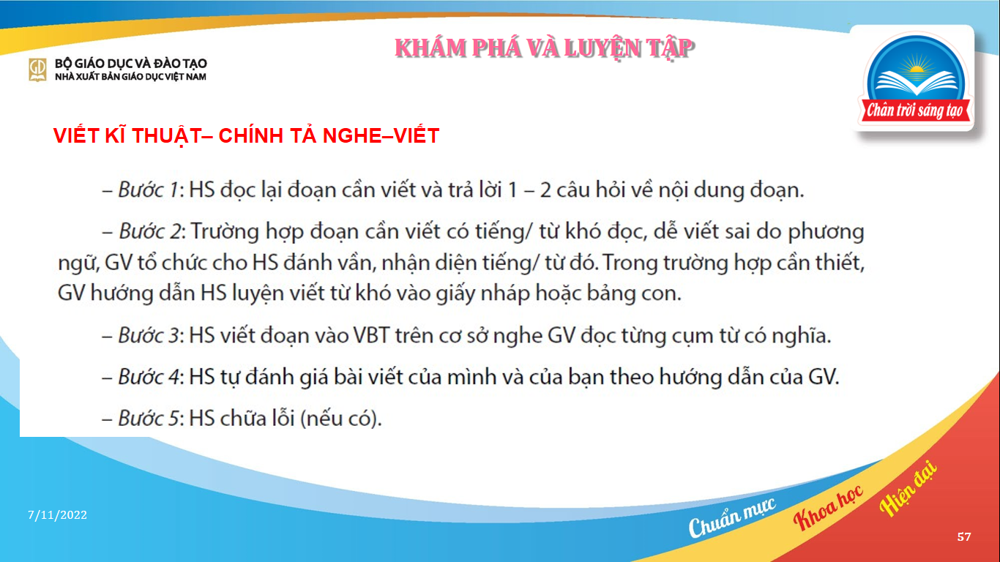 KHÁM PHÁ VÀ LUYỆN TẬP
BỘ GIÁO DỤC VÀ ĐÀO TẠO
NHÀ XUẤT BẢN GIÁO DỤC VIỆT NAM
Chân trời sáng tạo
VIẾT KĨ THUẬT– CHÍNH TẢ NGHE–VIẾT
– Bước 1: HS đọc lại đoạn cần viết và trả lời 1 – 2 câu hỏi về nội dung đoạn.
– Bước 2: Trường hợp đoạn cần viết có tiếng/ từ khó đọc, dễ viết sai do phương
ngữ, GV tổ chức cho HS đánh vần, nhận diện tiếng/ từ đó. Trong trường hợp cần thiết,
GV hướng dẫn HS luyện viết từ khó vào giấy nháp hoặc bảng con.
– Bước 3: HS viết đoạn vào VBT trên cơ sở nghe GV đọc từng cụm từ có nghĩa.
– Bước 4: HS tự đánh giá bài viết của mình và của bạn theo hướng dẫn của GV.
– Bước 5: HS chữa lỗi (nếu có).
7/11/2022
Chuẩn mực
Khoa học
Hiện đại
57